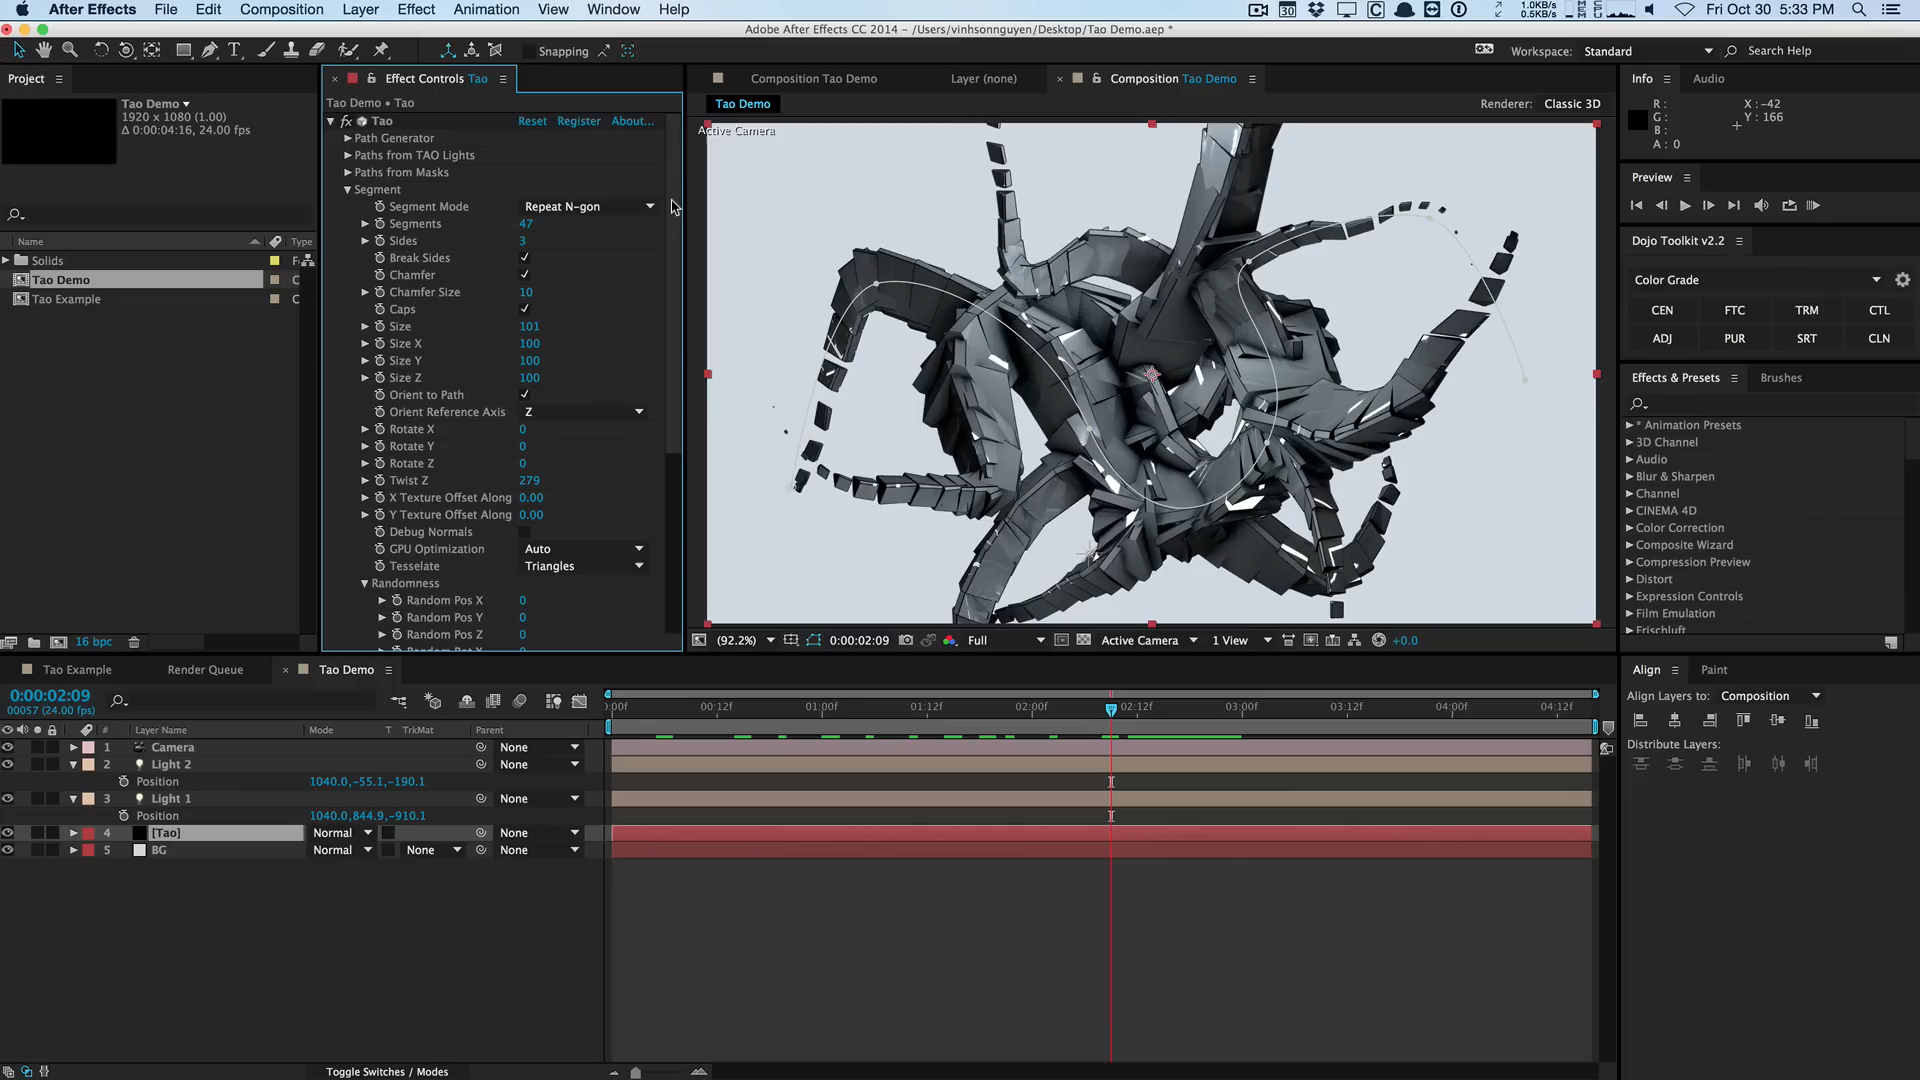 After Effects File Edit Composition Layer Effect Animation View Window Help
1.0KB/s
0.5KB/s
Fri Oct 30 5:33 PM
Adobe After Effects CC 2014 - /Users/vinhsonnguyen/Desktop/Tao Demo.aep *
Snapping
Workspace: Standard
Search Help
Project
Tao Demo
1920 x 1080 (1.00)
Δ 0:00:04:16, 24.00 fps
Name Type
Solids
Tao Demo
Tao Example
16 bpc
Effect Controls Tao
Tao Demo • Tao
fx Tao Reset Register About...
Path Generator
Paths from TAO Lights
Paths from Masks
Segment
Segment Mode Repeat N-gon
Segments 47
Sides 3
Break Sides
Chamfer
Chamfer Size 10
Caps
Size 101
Size X 100
Size Y 100
Size Z 100
Orient to Path
Orient Reference Axis Z
Rotate X 0
Rotate Y 0
Rotate Z 0
Twist Z 279
X Texture Offset Along 0.00
Y Texture Offset Along 0.00
Debug Normals
GPU Optimization Auto
Tesselate Triangles
Randomness
Random Pos X 0
Random Pos Y 0
Random Pos Z 0
Composition Tao Demo
Layer (none)
Composition Tao Demo
Tao Demo
Renderer: Classic 3D
Active Camera
(92.2%) 0:00:02:09 Full Active Camera 1 View +0.0
Info Audio
R: X: -42
G: Y: 166
B:
A: 0
Preview
Dojo Toolkit v2.2
Color Grade
CEN FTC TRM CTL
ADJ PUR SRT CLN
Effects & Presets Brushes
* Animation Presets
3D Channel
Audio
Blur & Sharpen
Channel
CINEMA 4D
Color Correction
Composite Wizard
Compression Preview
Distort
Expression Controls
Film Emulation
Frischluft
Tao Example Render Queue Tao Demo
0:00:02:09
00057 (24.00 fps)
:00f 00:12f 01:00f 01:12f 02:00f 02:12f 03:00f 03:12f 04:00f 04:12f
# Layer Name Mode T TrkMat Parent
1 Camera None
2 Light 2 None
Position 1040.0,-55.1,-190.1
3 Light 1 None
Position 1040.0,844.9,-910.1
4 [Tao] Normal None
5 BG Normal None None
Toggle Switches / Modes
Align Paint
Align Layers to: Composition
Distribute Layers: